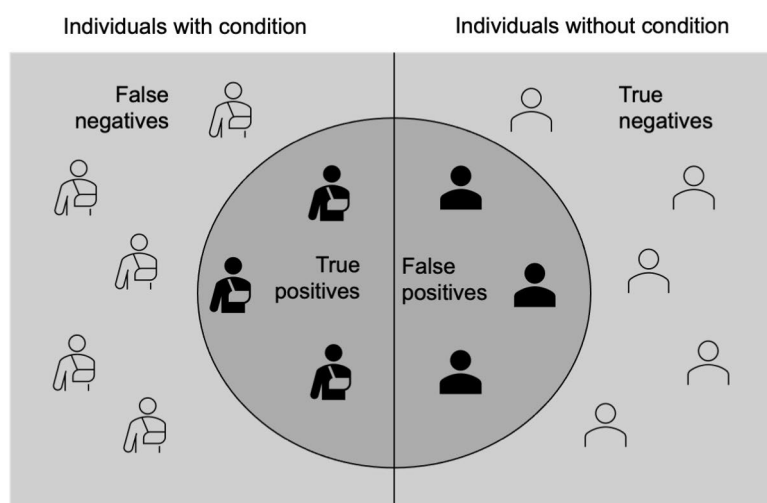 Individuals with condition
Individuals without condition
False
negatives
True
negatives
True
positives
False
positives